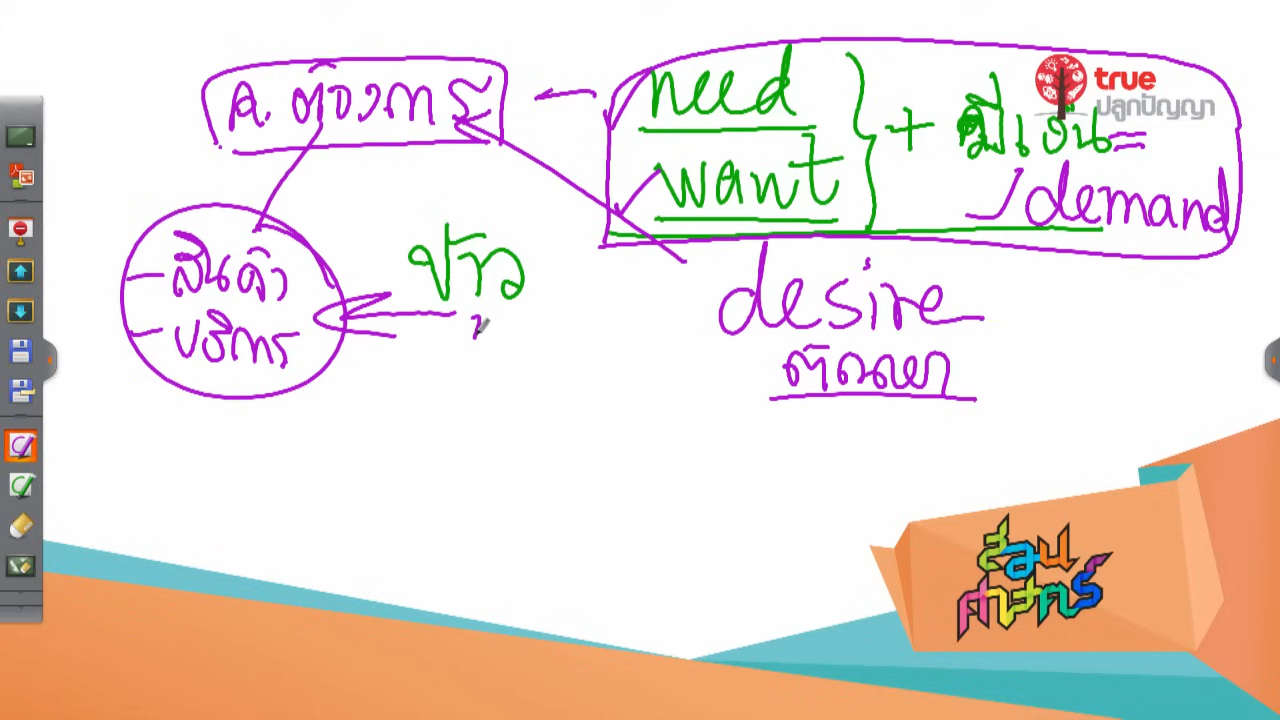 ค.ต้องการ
need
want
+ มีเงิน =
demand
true
ปลูกปัญญา
สินค้า
บริการ
ข้าว
desire
ตัณหา
สอน
ศาสตร์